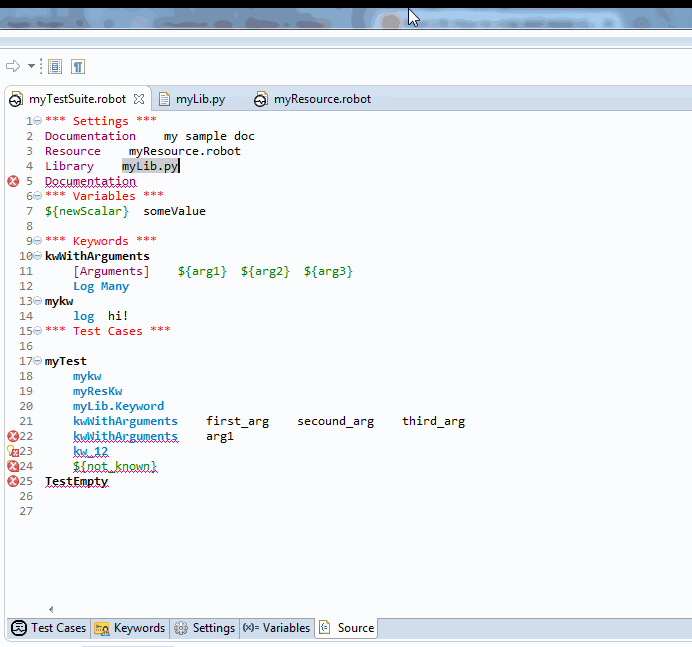 myTestSuite.robot myLib.py myResource.robot
1 *** Settings ***
2 Documentation    my sample doc
3 Resource    myResource.robot
4 Library    myLib.py
5 Documentation
6 *** Variables ***
7 ${newScalar}  someValue
8
9 *** Keywords ***
10 kwWithArguments
11     [Arguments]    ${arg1}  ${arg2}  ${arg3}
12     Log Many
13 mykw
14     log  hi!
15 *** Test Cases ***
16
17 myTest
18     mykw
19     myResKw
20     myLib.Keyword
21     kwWithArguments    first_arg    secound_arg    third_arg
22     kwWithArguments    arg1
23     kw_12
24     ${not_known}
25 TestEmpty
26
27
Test Cases Keywords Settings (x)= Variables Source